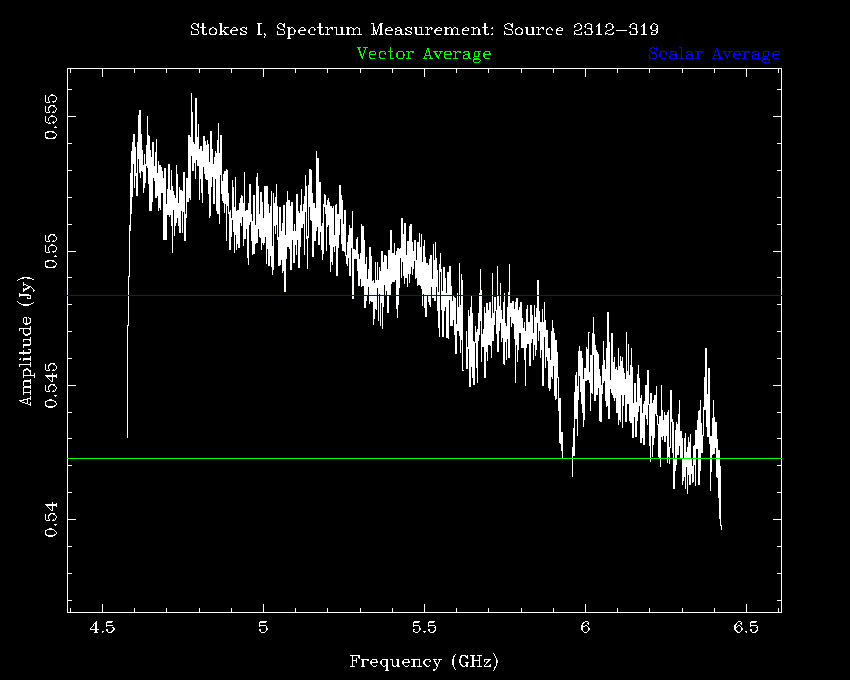 Stokes I, Spectrum Measurement: Source 2312-319
Vector Average Scalar Average
Amplitude (Jy)
0.555
0.55
0.545
0.54
4.5 5 5.5 6 6.5
Frequency (GHz)